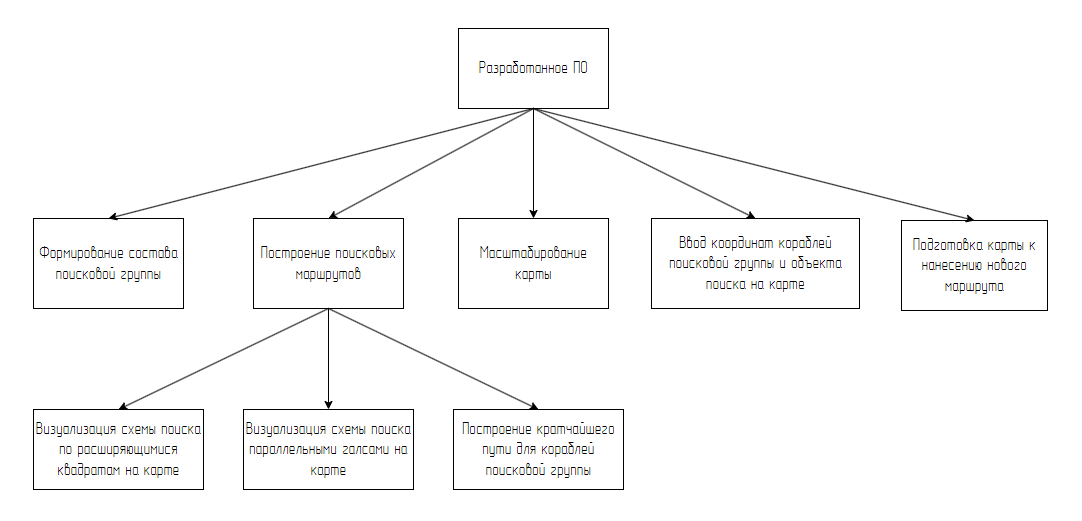 Разработанное ПО
Формирование состава
поисковой группы
Построение поисковых
маршрутов
Масштабирование
карты
Ввод координат кораблей
поисковой группы и объекта
поиска на карте
Подготовка карты к
нанесению нового
маршрута
Визуализация схемы поиска
по расширяющимися
квадратам на карте
Визуализация схемы поиска
параллельными галсами на
карте
Построение кратчайшего
пути для кораблей
поисковой группы